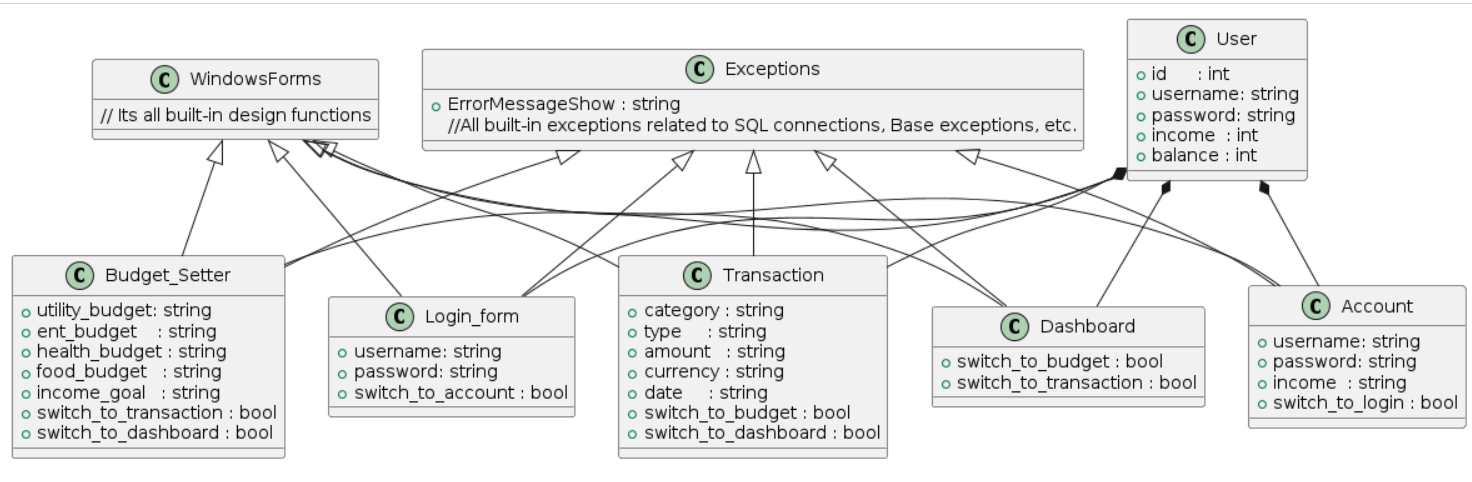 C WindowsForms
// Its all built-in design functions
C Exceptions
ErrorMessageShow : string
//All built-in exceptions related to SQL connections, Base exceptions, etc.
C User
id : int
username: string
password: string
income : int
balance : int
C Budget_Setter
utility_budget: string
ent_budget : string
health_budget : string
food_budget : string
income_goal : string
switch_to_transaction : bool
switch_to_dashboard : bool
C Login_form
username: string
password: string
switch_to_account : bool
C Transaction
category : string
type : string
amount : string
currency : string
date : string
switch_to_budget : bool
switch_to_dashboard : bool
C Dashboard
switch_to_budget : bool
switch_to_transaction : bool
C Account
username: string
password: string
income : string
switch_to_login : bool